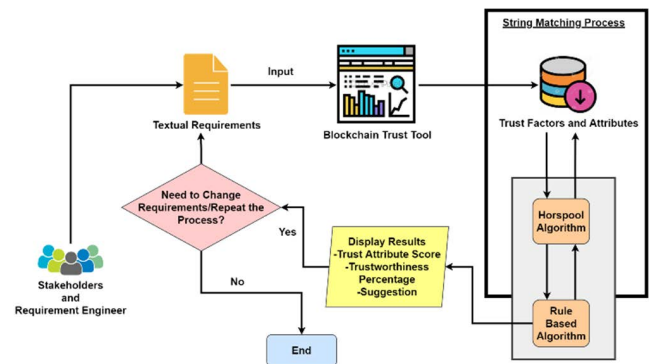 String Matching Process
Input
Textual Requirements
Blockchain Trust Tool
Trust Factors and Attributes
Need to Change
Requirements/Repeat the
Process?
Horspool
Algorithm
Yes
Display Results
-Trust Attribute Score
-Trustworthiness
Percentage
-Suggestion
Stakeholders
and
Requirement Engineer
No
Rule
Based
Algorithm
End